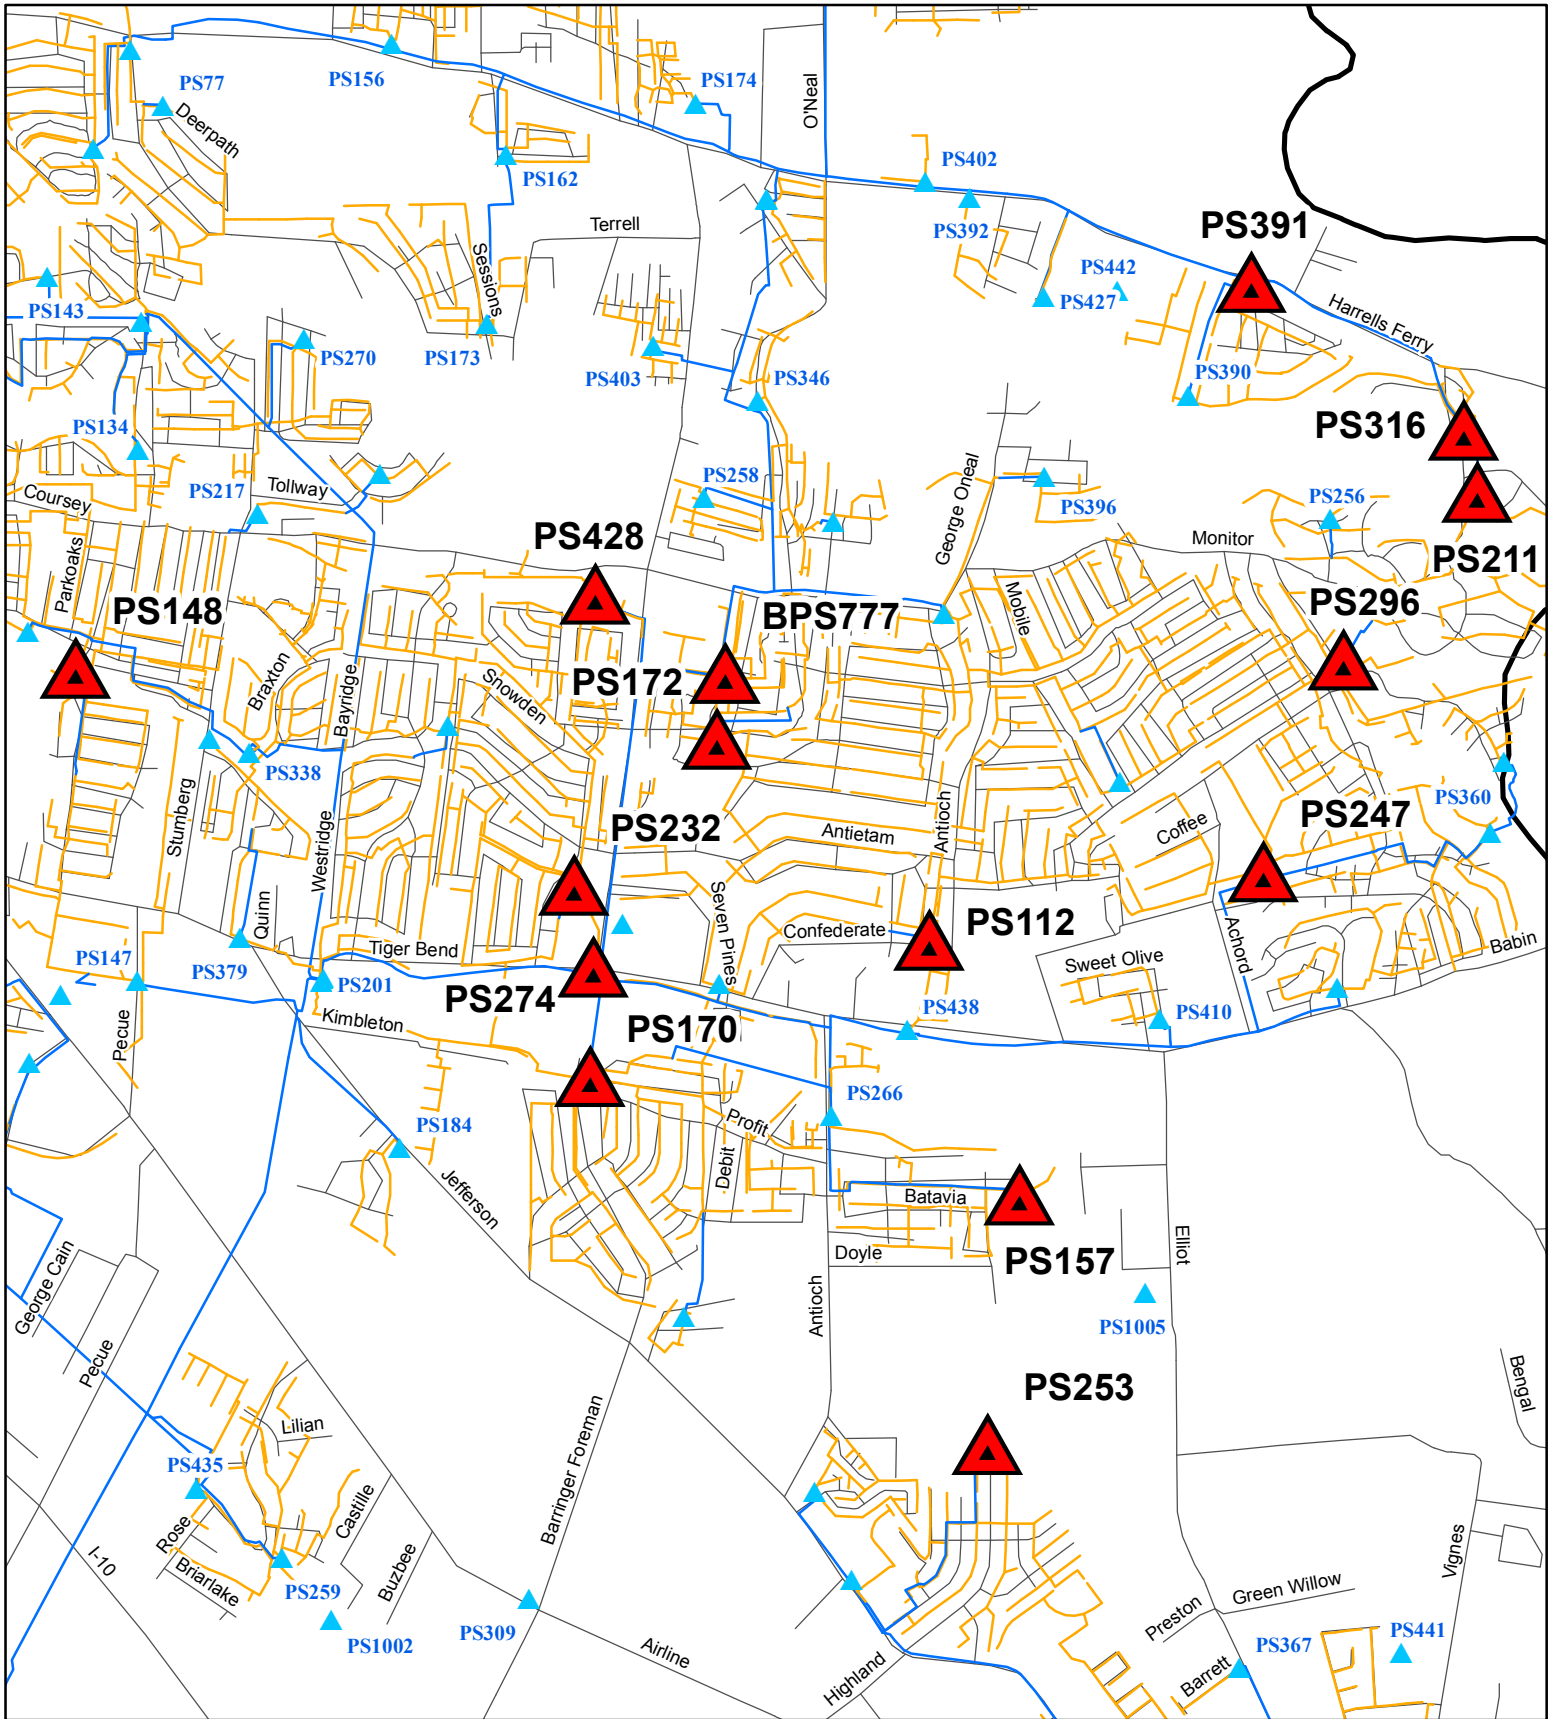 PS77
PS156
PS174
O'Neal
Deerpath
PS162
PS402
PS391
Terrell
PS392
Sessions
PS442
PS143
PS427
Harrells Ferry
PS270
PS173
PS403
PS346
PS390
PS134
PS316
PS217
Tollway
PS258
George Oneal
PS396
PS256
Coursey
PS428
Monitor
PS211
Parkoaks
PS148
BPS777
Mobile
PS296
Braxton
Bayridge
Snowden
PS172
PS338
Stumberg
PS232
Antietam
Antioch
Coffee
PS247
PS360
Westridge
Quinn
Seven Pines
Confederate
PS112
Achord
Babin
PS147
PS379
Tiger Bend
PS201
PS274
Sweet Olive
PS438
PS410
Pecue
Kimbleton
PS170
PS266
PS184
Profit
Debit
Jefferson
Batavia
Doyle
PS157
Elliot
George Cain
Antioch
PS1005
Pecue
PS253
Bengal
Lilian
PS435
Barringer Foreman
Castille
Rose
I-10
Briarlake
PS259
Buzbee
Vignes
Green Willow
Preston
PS1002
PS309
Airline
Highland
Barrett
PS367
PS441